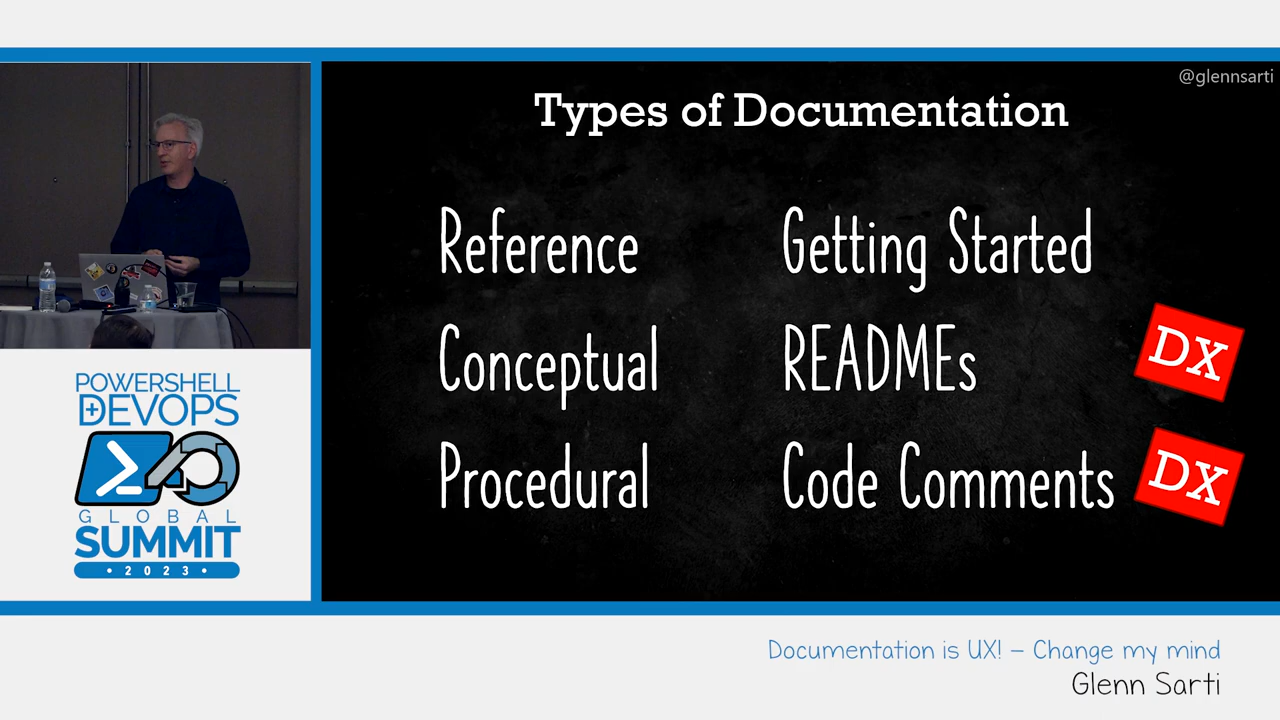 @glennsarti
Types of Documentation
Reference
Getting Started
Conceptual
READMEs
DX
Procedural
Code Comments
DX
POWERSHELL
+DEVOPS
GLOBAL
SUMMIT
• 2023 •
Documentation is UX! – Change my mind
Glenn Sarti